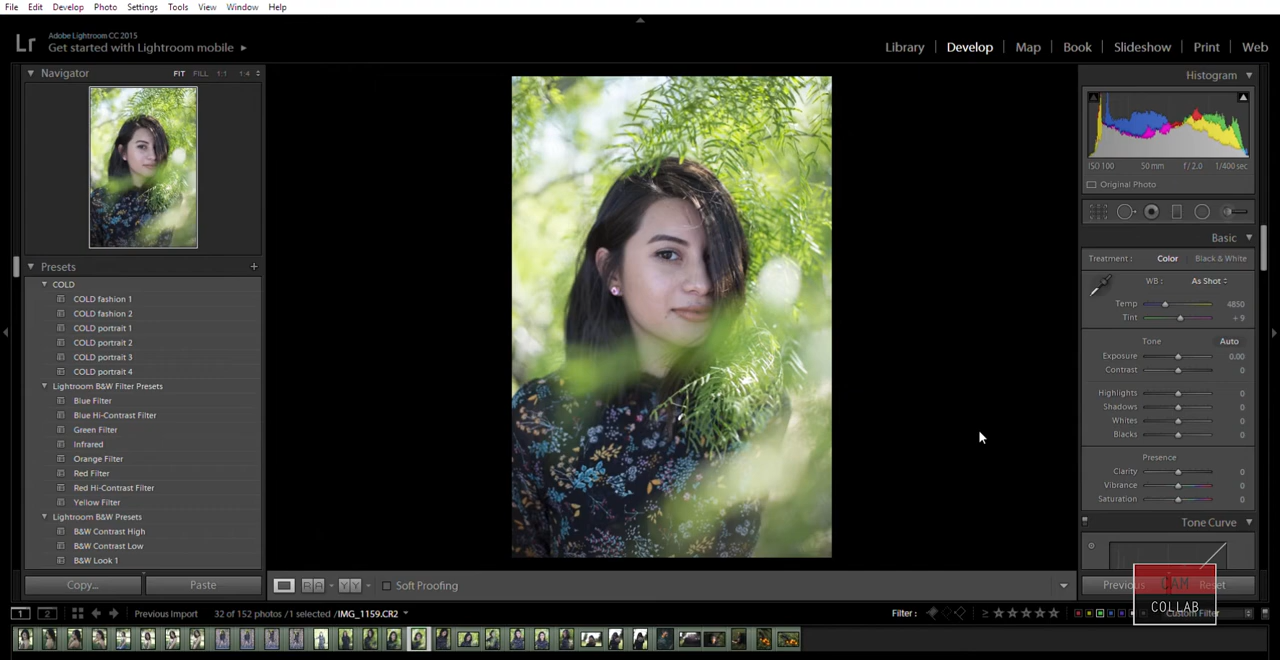 File Edit Develop Photo Settings Tools View Window Help
Lr
Adobe Lightroom CC 2015
Get started with Lightroom mobile
Library Develop Map Book Slideshow Print Web
Navigator FIT FILL 1:1 1:4
Presets +
COLD
COLD fashion 1
COLD fashion 2
COLD portrait 1
COLD portrait 2
COLD portrait 3
COLD portrait 4
Lightroom B&W Filter Presets
Blue Filter
Blue Hi-Contrast Filter
Green Filter
Infrared
Orange Filter
Red Filter
Red Hi-Contrast Filter
Yellow Filter
Lightroom B&W Presets
B&W Contrast High
B&W Contrast Low
B&W Look 1
Copy... Paste
Histogram
ISO 100 50 mm f / 2.0 1/400 sec
Original Photo
Basic
Treatment : Color Black & White
WB : As Shot
Temp 4850
Tint + 9
Tone Auto
Exposure 0.00
Contrast 0
Highlights 0
Shadows 0
Whites 0
Blacks 0
Presence
Clarity 0
Vibrance 0
Saturation 0
Tone Curve
Previous Reset
CAM
COLLAB
Soft Proofing
1 2 Previous Import 32 of 152 photos /1 selected /IMG_1159.CR2
Filter : Custom Filter